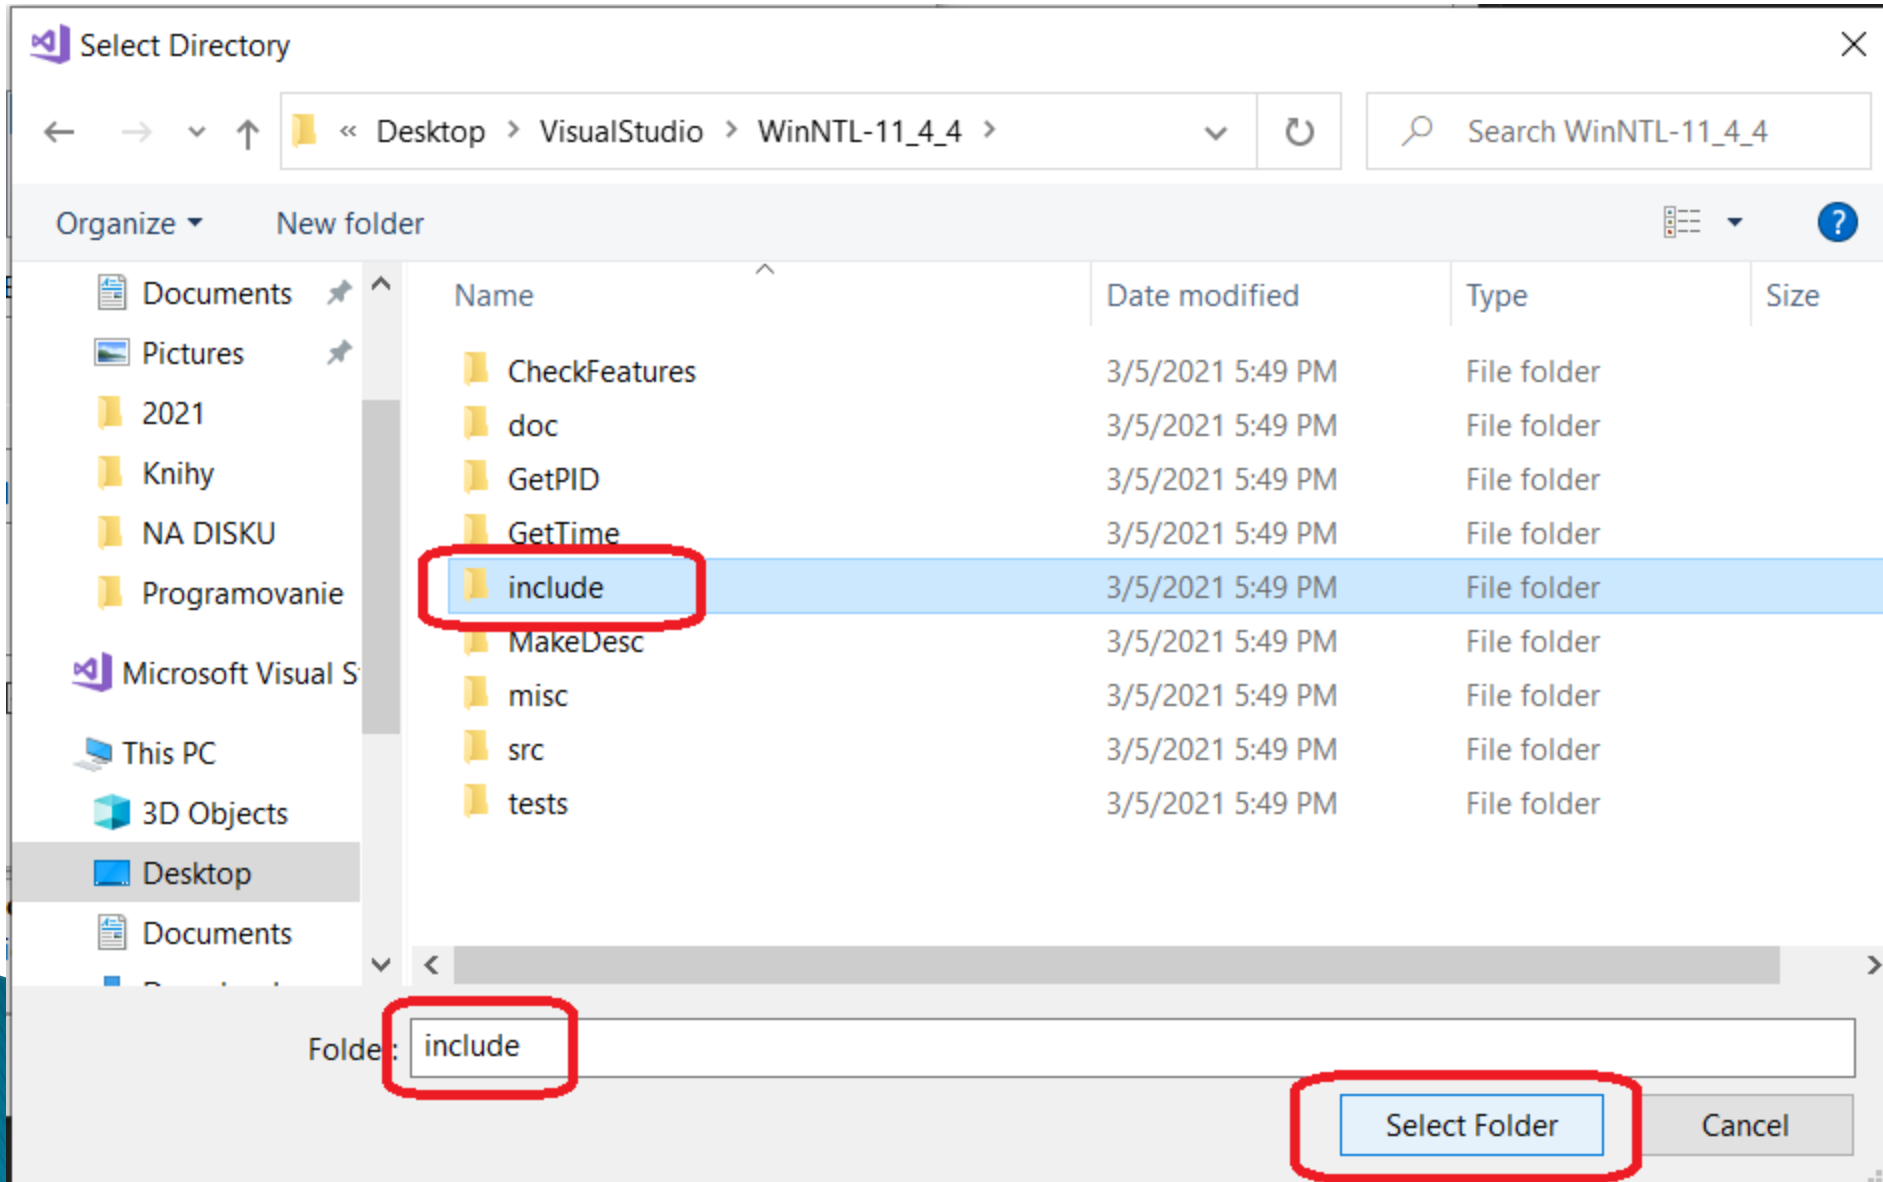 Select Directory
« Desktop > VisualStudio > WinNTL-11_4_4 >
Search WinNTL-11_4_4
Organize
New folder
?
Documents
Pictures
2021
Knihy
NA DISKU
Programovanie
Microsoft Visual S
This PC
3D Objects
Desktop
Documents
Name Date modified Type Size
CheckFeatures 3/5/2021 5:49 PM File folder
doc 3/5/2021 5:49 PM File folder
GetPID 3/5/2021 5:49 PM File folder
GetTime 3/5/2021 5:49 PM File folder
include 3/5/2021 5:49 PM File folder
MakeDesc 3/5/2021 5:49 PM File folder
misc 3/5/2021 5:49 PM File folder
src 3/5/2021 5:49 PM File folder
tests 3/5/2021 5:49 PM File folder
Folder: include
Select Folder
Cancel